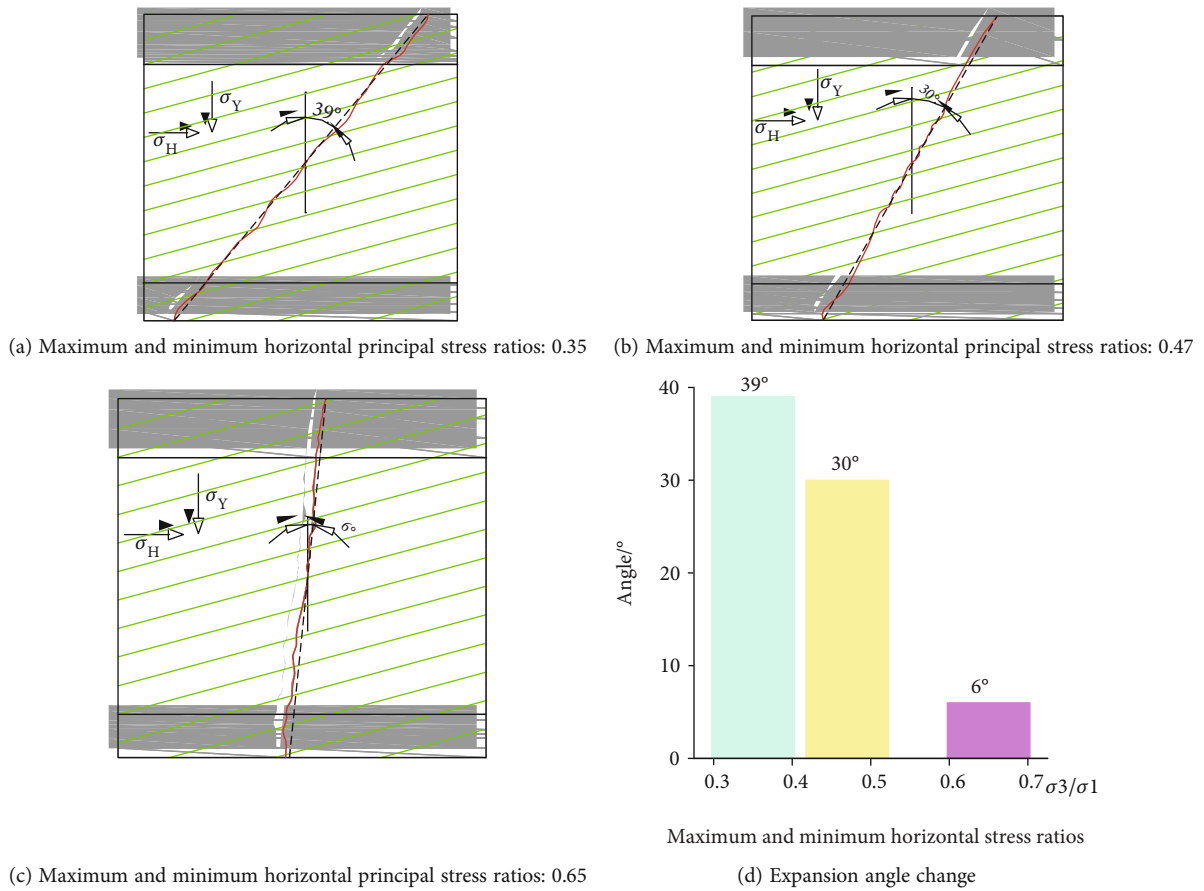 39°
σY
σH
30°
σY
σH
(a) Maximum and minimum horizontal principal stress ratios: 0.35
(b) Maximum and minimum horizontal principal stress ratios: 0.47
σY
σH
6°
40
30
20
10
0
Angle/°
39°
30°
6°
0.3 0.4 0.5 0.6 0.7 σ3/σ1
Maximum and minimum horizontal stress ratios
(c) Maximum and minimum horizontal principal stress ratios: 0.65
(d) Expansion angle change